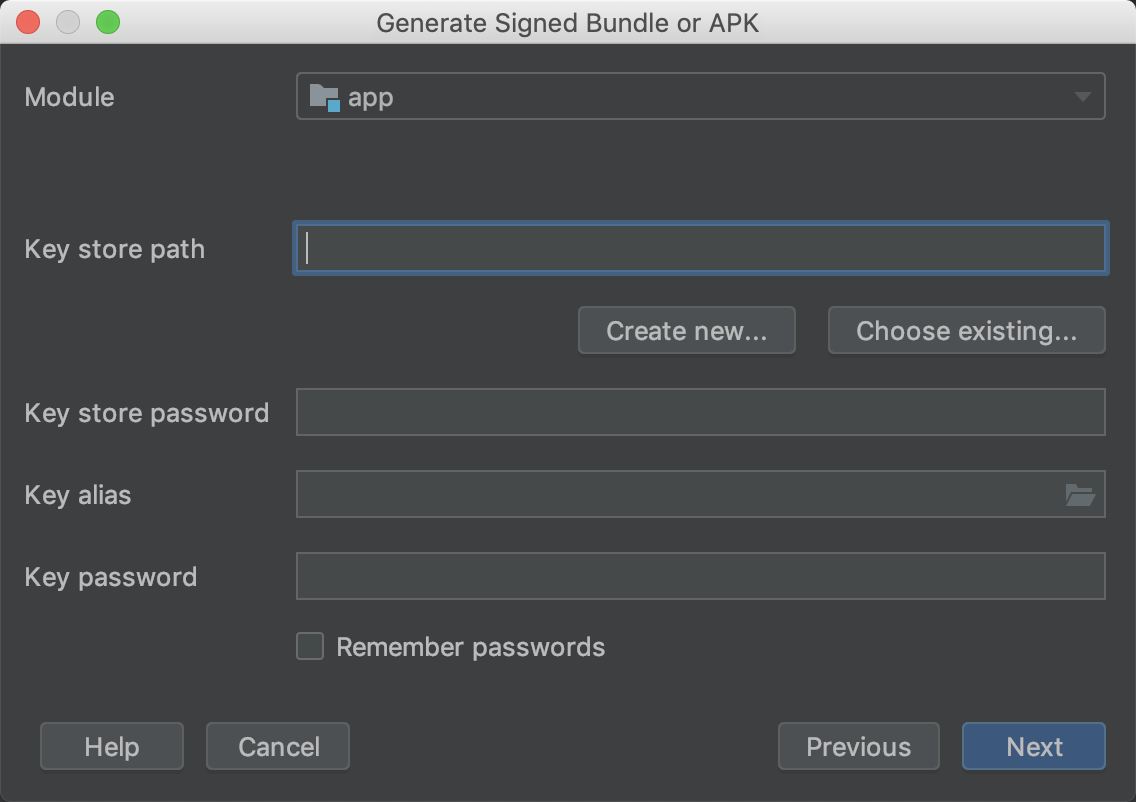 Generate Signed Bundle or APK
Module
app
Key store path
Create new...
Choose existing...
Key store password
Key alias
Key password
Remember passwords
Help
Cancel
Previous
Next